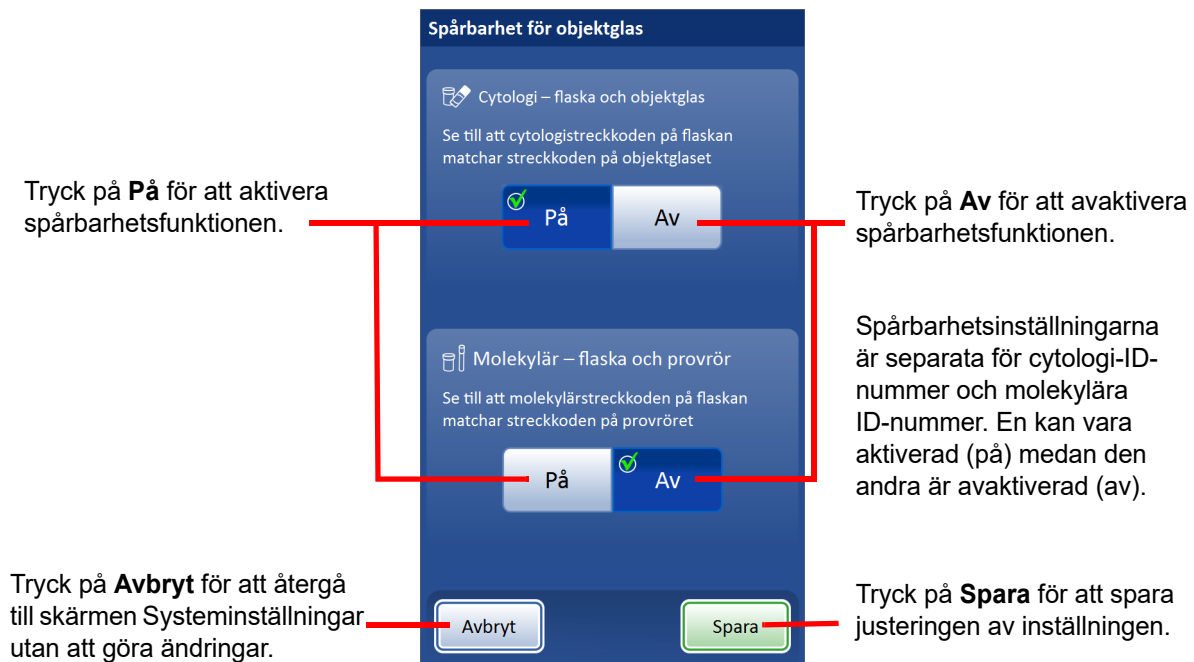 Spårbarhet för objektglas
Cytologi – flaska och objektglas
Se till att cytologistreckkoden på flaskan
matchar streckkoden på objektglaset
På
Av
Tryck på På för att aktivera
spårbarhetsfunktionen.
Tryck på Av för att avaktivera
spårbarhetsfunktionen.
Spårbarhetsinställningarna
är separata för cytologi-ID-
nummer och molekylära
ID-nummer. En kan vara
aktiverad (på) medan den
andra är avaktiverad (av).
Molekylär – flaska och provrör
Se till att molekylärstreckkoden på flaskan
matchar streckkoden på provröret
På
Av
Tryck på Avbryt för att återgå
till skärmen Systeminställningar
utan att göra ändringar.
Avbryt
Spara
Tryck på Spara för att spara
justeringen av inställningen.